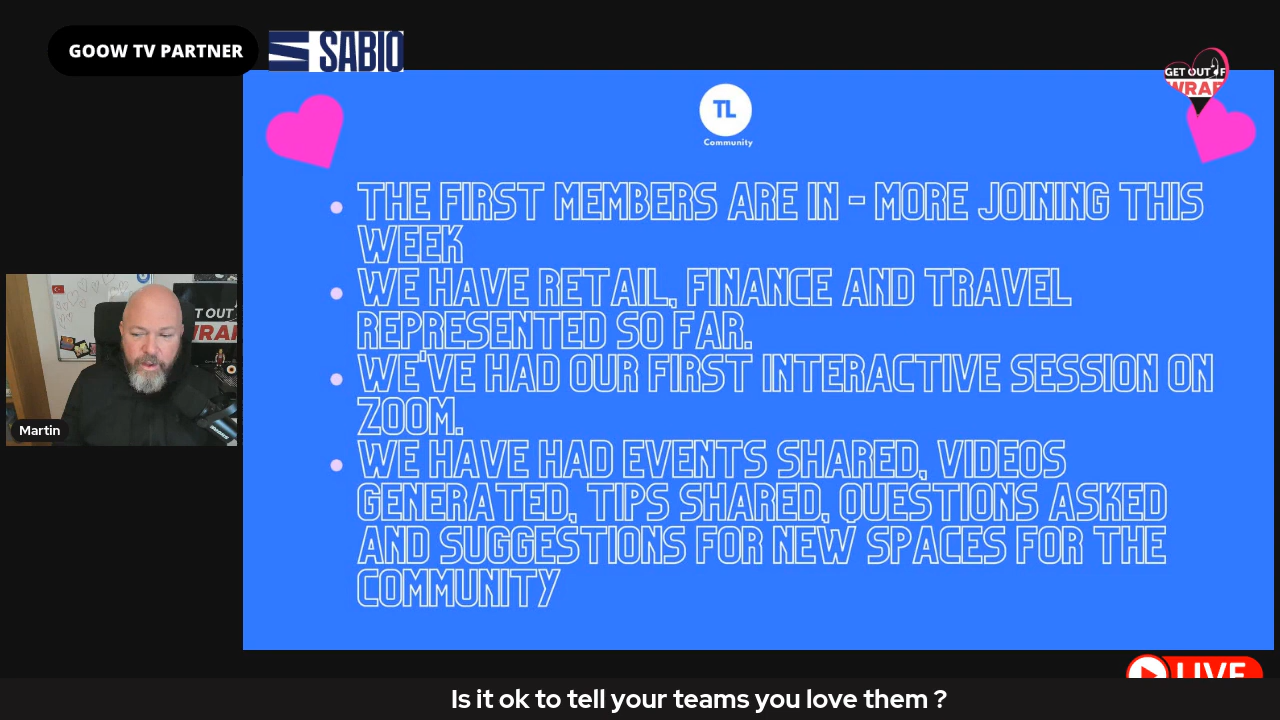 GOOW TV PARTNER
SABIO
GET OUT OF
WRAP
TL
Community
THE FIRST MEMBERS ARE IN - MORE JOINING THIS
WEEK
WE HAVE RETAIL, FINANCE AND TRAVEL
REPRESENTED SO FAR.
WE'VE HAD OUR FIRST INTERACTIVE SESSION ON
ZOOM.
WE HAVE HAD EVENTS SHARED, VIDEOS
GENERATED, TIPS SHARED, QUESTIONS ASKED
AND SUGGESTIONS FOR NEW SPACES FOR THE
COMMUNITY
ET OUT
WRA
Martin
LIVE
Is it ok to tell your teams you love them ?